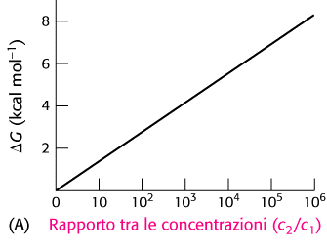 8
6
4
2
ΔG (kcal mol⁻¹)
0 10 10² 10³ 10⁴ 10⁵ 10⁶
(A) Rapporto tra le concentrazioni (c₂/c₁)